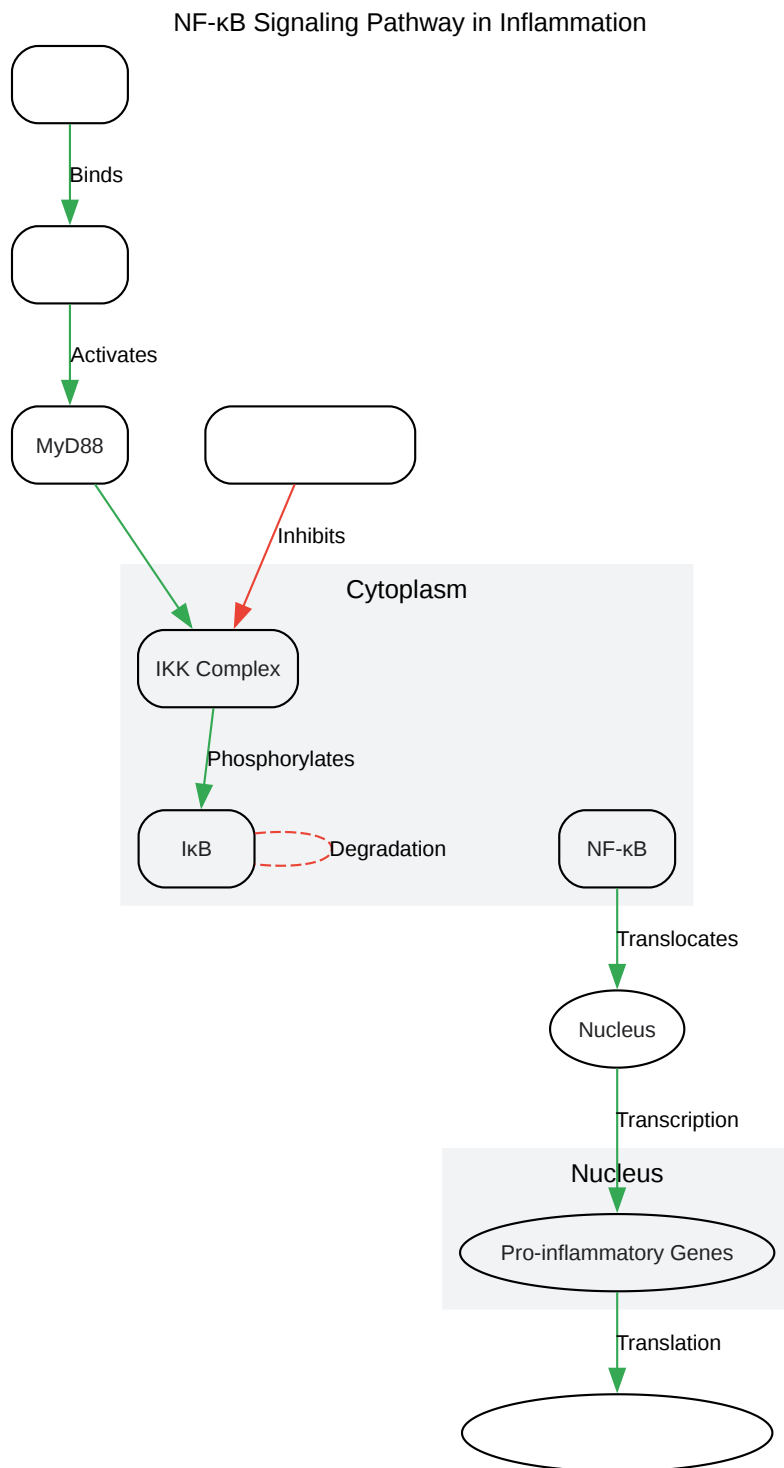 NF-κB Signaling Pathway in Inflammation
Binds
Activates
MyD88
Inhibits
Cytoplasm
IKK Complex
Phosphorylates
IκB
Degradation
NF-κB
Translocates
Nucleus
Transcription
Nucleus
Pro-inflammatory Genes
Translation